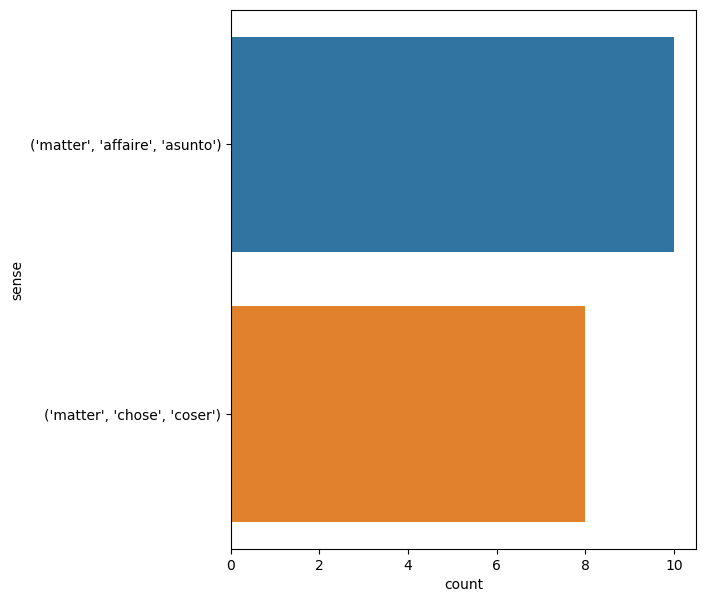 ('matter', 'affaire', 'asunto')
sense
('matter', 'chose', 'coser')
0 2 4 6 8 10
count